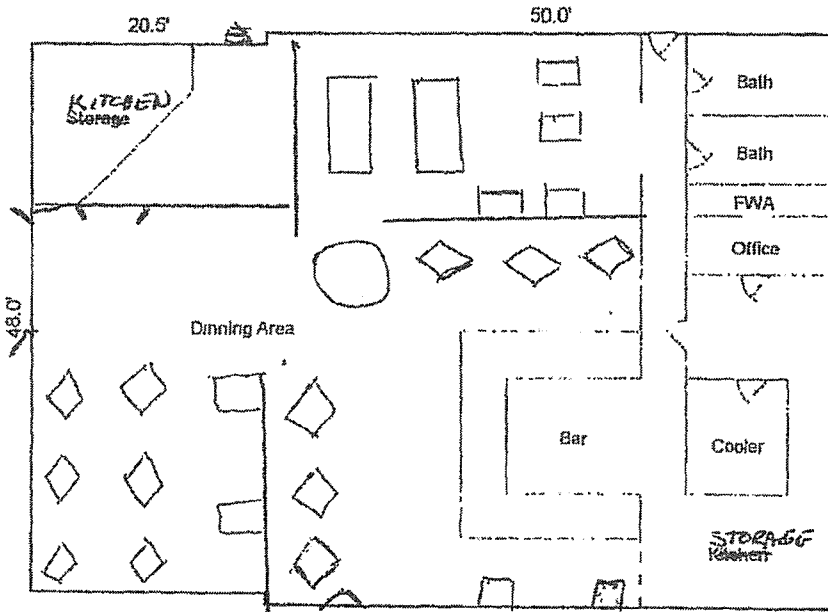 20.5'
50.0'
KITCHEN
Storage
Bath
Bath
FWA
Office
48.0'
Dinning Area
Bar
Cooler
STORAGE
Kitchen